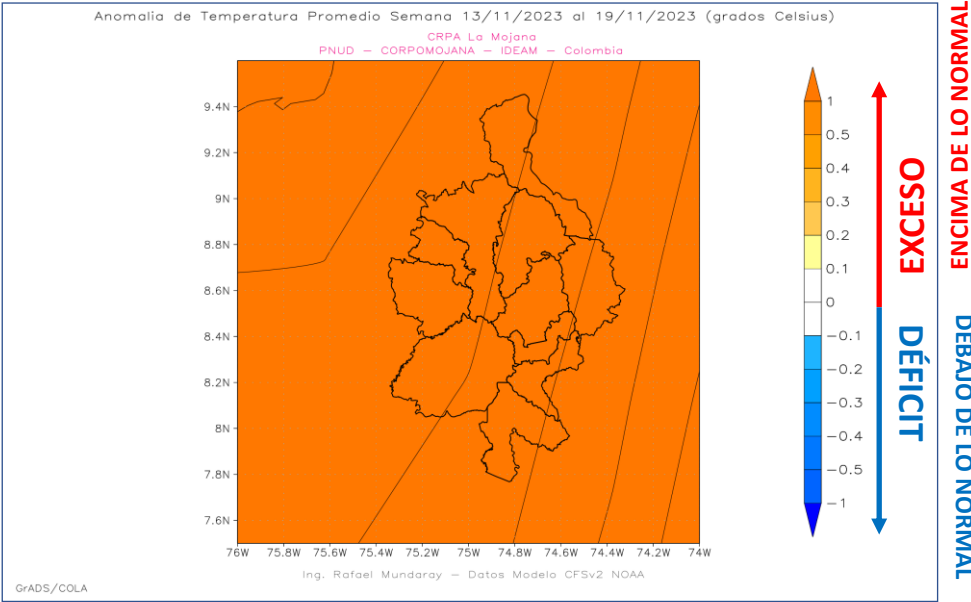 Anomalia de Temperatura Promedio Semana 13/11/2023 al 19/11/2023 (grados Celsius)
CRPA La Mojana
PNUD – CORPOMOJANA – IDEAM – Colombia
9.4N
9.2N
9N
8.8N
8.6N
8.4N
8.2N
8N
7.8N
7.6N
76W 75.8W 75.6W 75.4W 75.2W 75W 74.8W 74.6W 74.4W 74.2W 74W
Ing. Rafael Mundaray – Datos Modelo CFSv2 NOAA
GrADS/COLA
1
0.5
0.4
0.3
0.2
0.1
0
−0.1
−0.2
−0.3
−0.4
−0.5
−1
EXCESO
DÉFICIT
ENCIMA DE LO NORMAL
DEBAJO DE LO NORMAL